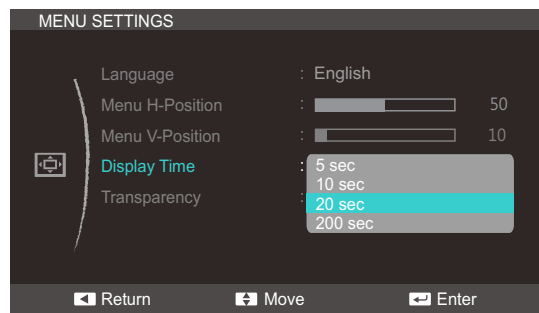 MENU SETTINGS
Language : English
Menu H-Position : 50
Menu V-Position : 10
Display Time : 5 sec
10 sec
20 sec
Transparency : 200 sec
Return Move Enter